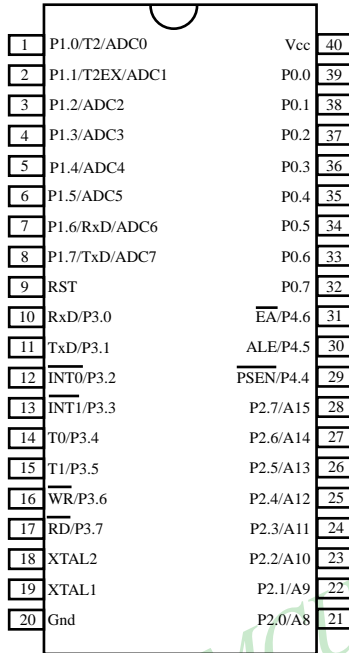 1 P1.0/T2/ADC0 Vcc 40
2 P1.1/T2EX/ADC1 P0.0 39
3 P1.2/ADC2 P0.1 38
4 P1.3/ADC3 P0.2 37
5 P1.4/ADC4 P0.3 36
6 P1.5/ADC5 P0.4 35
7 P1.6/RxD/ADC6 P0.5 34
8 P1.7/TxD/ADC7 P0.6 33
9 RST P0.7 32
10 RxD/P3.0 EA/P4.6 31
11 TxD/P3.1 ALE/P4.5 30
12 INT0/P3.2 PSEN/P4.4 29
13 INT1/P3.3 P2.7/A15 28
14 T0/P3.4 P2.6/A14 27
15 T1/P3.5 P2.5/A13 26
16 WR/P3.6 P2.4/A12 25
17 RD/P3.7 P2.3/A11 24
18 XTAL2 P2.2/A10 23
19 XTAL1 P2.1/A9 22
20 Gnd P2.0/A8 21